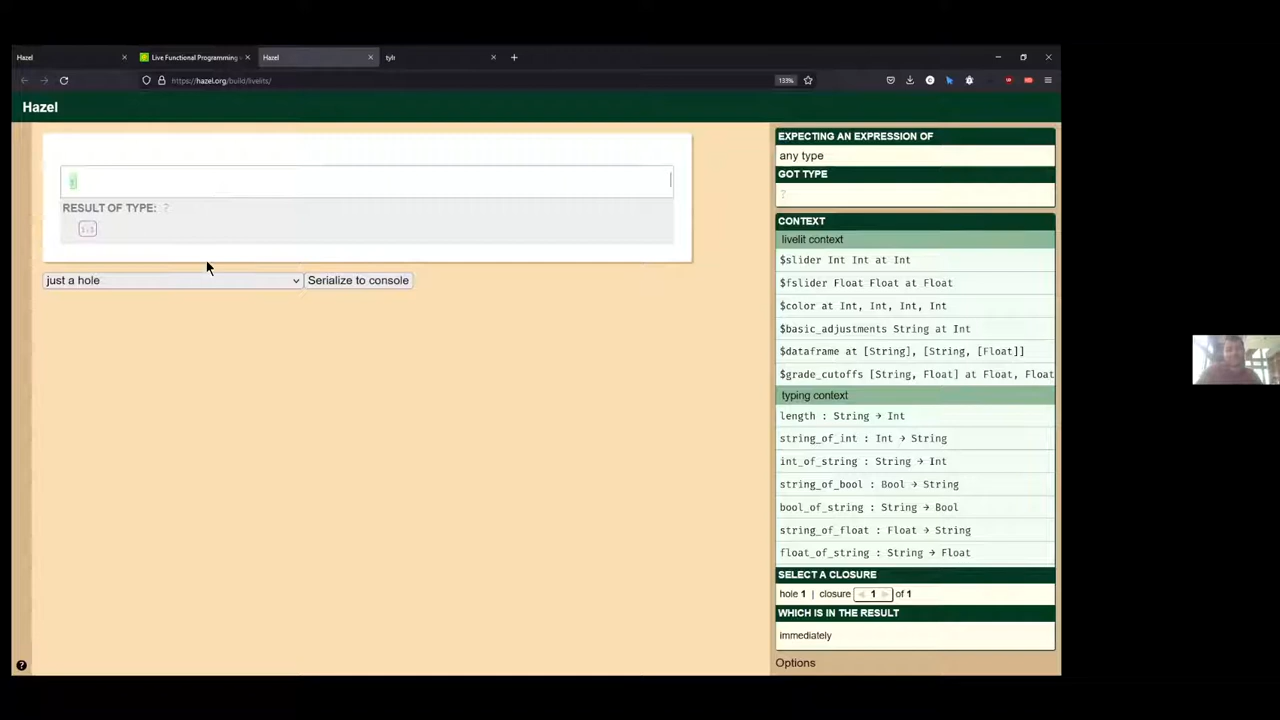 Hazel
Live Functional Programming
Hazel
tylr
https://hazel.org/build/livelits/
133%
Hazel
RESULT OF TYPE: ?
1:1
just a hole
Serialize to console
EXPECTING AN EXPRESSION OF
any type
GOT TYPE
?
CONTEXT
livelit context
$slider Int Int at Int
$fslider Float Float at Float
$color at Int, Int, Int, Int
$basic_adjustments String at Int
$dataframe at [String], [String, [Float]]
$grade_cutoffs [String, Float] at Float, Float
typing context
length : String → Int
string_of_int : Int → String
int_of_string : String → Int
string_of_bool : Bool → String
bool_of_string : String → Bool
string_of_float : Float → String
float_of_string : String → Float
SELECT A CLOSURE
hole 1 | closure ◀ 1 ▶ of 1
WHICH IS IN THE RESULT
immediately
Options
?